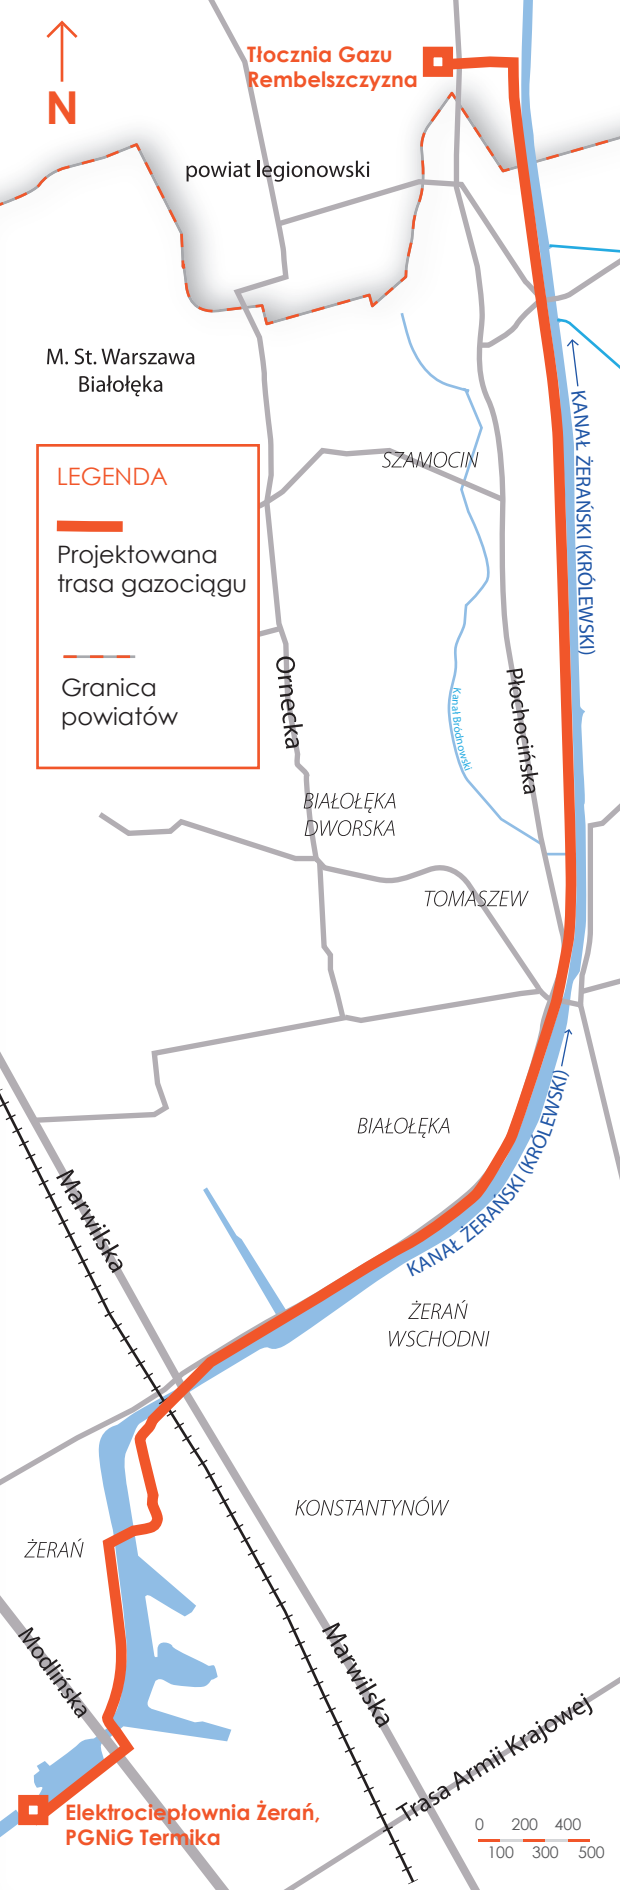 Tłocznia Gazu
Rembelszczyzna
N
powiat legionowski
M. St. Warszawa
Białołęka
KANAŁ ŻERAŃSKI (KRÓLEWSKI)
SZAMOCIN
LEGENDA
Projektowana
trasa gazociągu
Granica
powiatów
Ornecka
Płochocińska
Kanał Bródnowski
BIAŁOŁĘKA
DWORSKA
TOMASZEW
BIAŁOŁĘKA
KANAŁ ŻERAŃSKI (KRÓLEWSKI)
Marwilska
ŻERAŃ
WSCHODNI
KONSTANTYNÓW
ŻERAŃ
Modlińska
Marwilska
Trasa Armii Krajowej
Elektrociepłownia Żerań,
PGNiG Termika
0 200 400
100 300 500